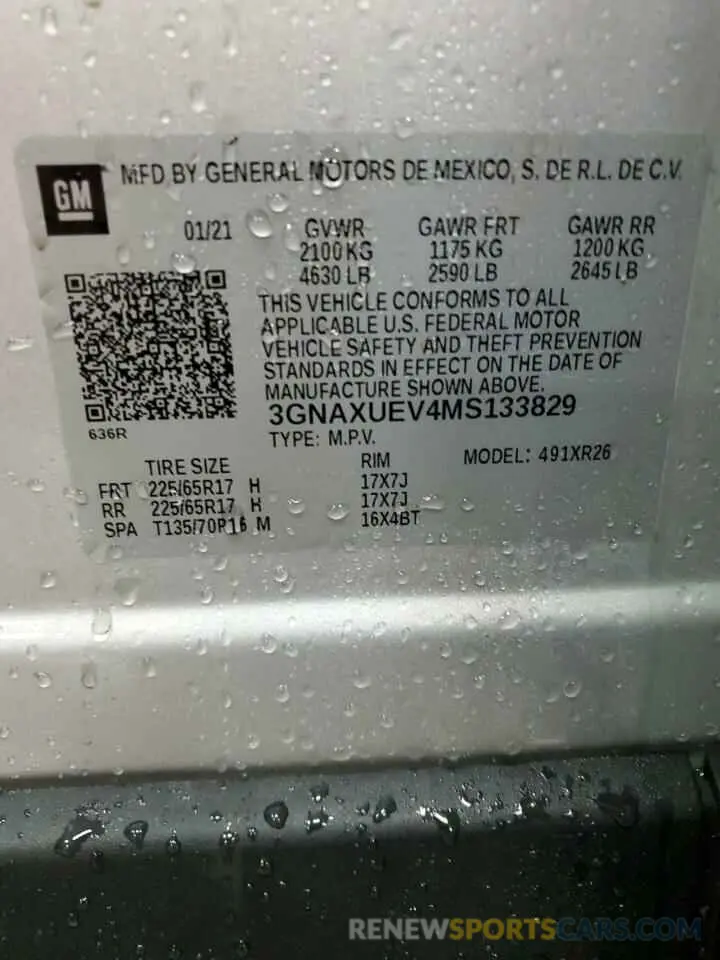 GM
MFD BY GENERAL MOTORS DE MEXICO, S. DE R.L. DE C.V.
01/21 GVWR GAWR FRT GAWR RR
2100 KG 1175 KG 1200 KG
4630 LB 2590 LB 2645 LB
THIS VEHICLE CONFORMS TO ALL
APPLICABLE U.S. FEDERAL MOTOR
VEHICLE SAFETY AND THEFT PREVENTION
STANDARDS IN EFFECT ON THE DATE OF
MANUFACTURE SHOWN ABOVE.
636R
3GNAXUEV4MS133829
TYPE: M.P.V. MODEL: 491XR26
TIRE SIZE RIM
FRT 225/65R17 H 17X7J
RR 225/65R17 H 17X7J
SPA T135/70R16 M 16X4BT
RENEWSPORTSCARS.COM